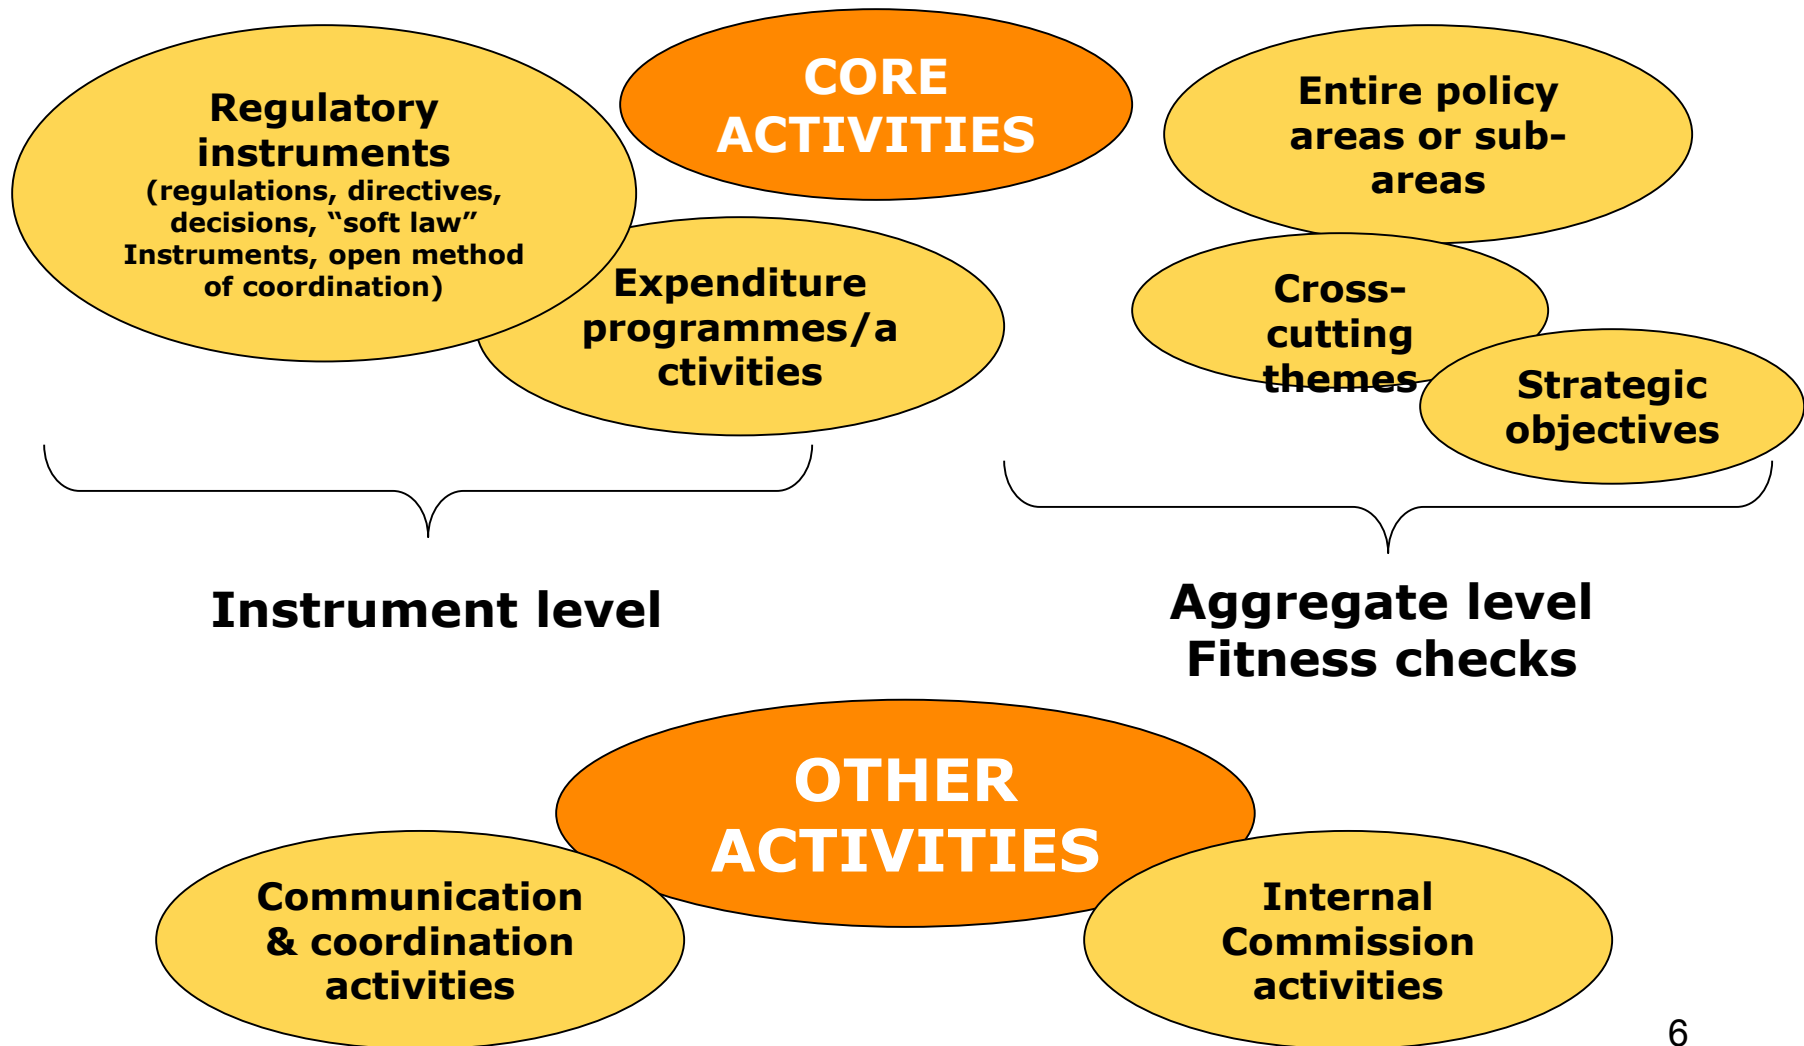 CORE
ACTIVITIES
Regulatory
instruments
(regulations, directives,
decisions, “soft law”
Instruments, open method
of coordination)
Expenditure
programmes/a
ctivities
Entire policy
areas or sub-
areas
Cross-
cutting
themes
Strategic
objectives
Instrument level
Aggregate level
Fitness checks
OTHER
ACTIVITIES
Communication
& coordination
activities
Internal
Commission
activities
6